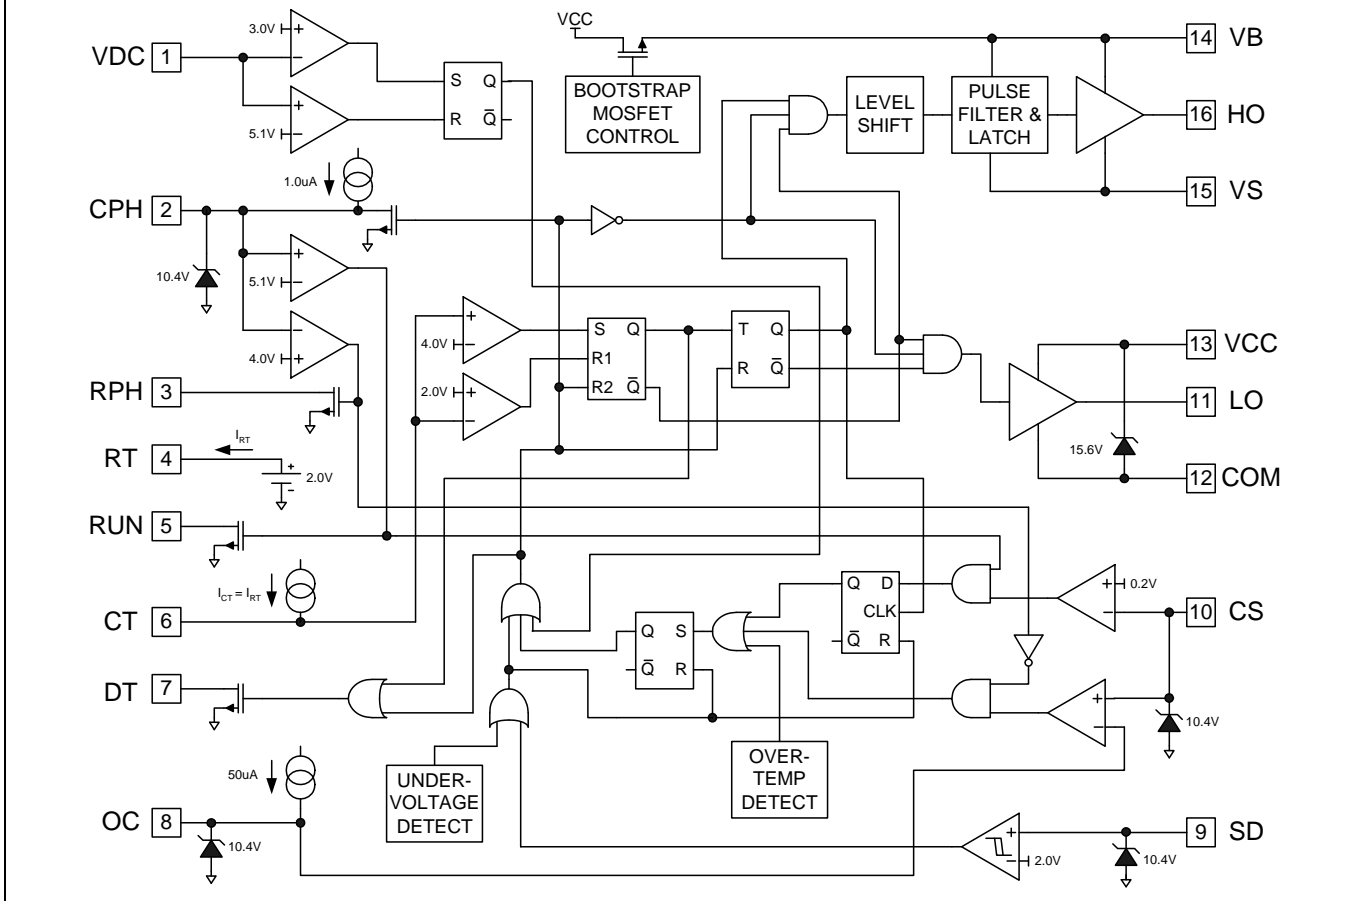 VDC 1
3.0V + −
+ 5.1V −
S Q
R Q̅
VCC
BOOTSTRAP
MOSFET
CONTROL
LEVEL
SHIFT
PULSE
FILTER &
LATCH
14 VB
16 HO
15 VS
CPH 2
1.0uA
10.4V
+ 5.1V −
− 4.0V +
RPH 3
RT 4
IRT
+ 2.0V −
RUN 5
ICT = IRT
CT 6
DT 7
50uA
OC 8
10.4V
+ 4.0V −
2.0V + −
S Q
R1
R2 Q̅
T Q
R Q̅
13 VCC
11 LO
15.6V
12 COM
Q D
CLK
Q̅ R
Q S
Q̅ R
+ 0.2V
−
10 CS
+
−
10.4V
UNDER-
VOLTAGE
DETECT
OVER-
TEMP
DETECT
+
− 2.0V
9 SD
10.4V